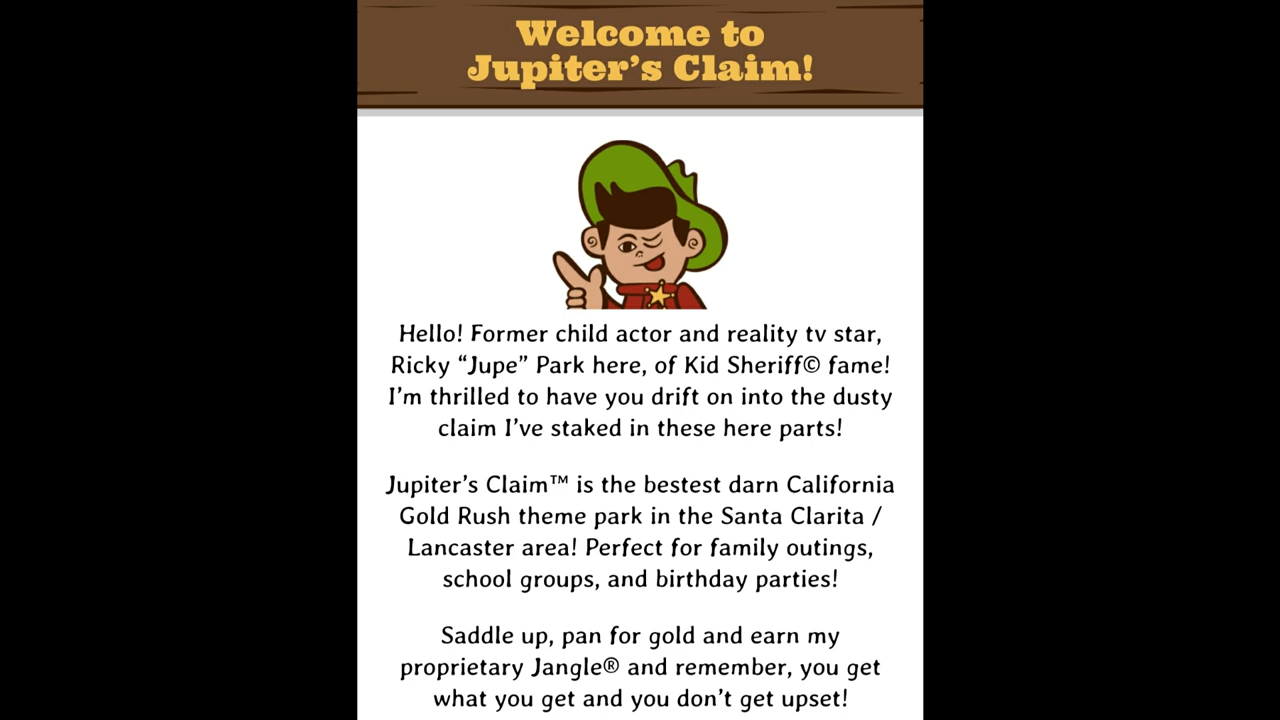 Welcome to
Jupiter's Claim!
Hello! Former child actor and reality tv star,
Ricky “Jupe” Park here, of Kid Sheriff© fame!
I'm thrilled to have you drift on into the dusty
claim I've staked in these here parts!
Jupiter's Claim™ is the bestest darn California
Gold Rush theme park in the Santa Clarita /
Lancaster area! Perfect for family outings,
school groups, and birthday parties!
Saddle up, pan for gold and earn my
proprietary Jangle® and remember, you get
what you get and you don't get upset!